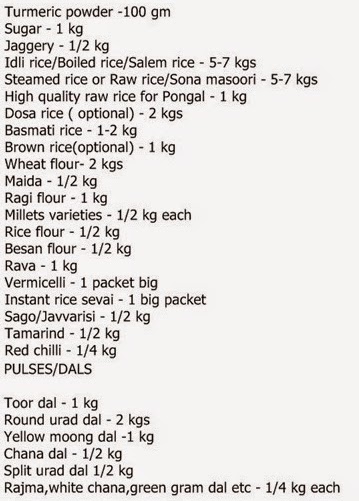 Turmeric powder -100 gm
Sugar - 1 kg
Jaggery - 1/2 kg
Idli rice/Boiled rice/Salem rice - 5-7 kgs
Steamed rice or Raw rice/Sona masoori - 5-7 kgs
High quality raw rice for Pongal - 1 kg
Dosa rice ( optional) - 2 kgs
Basmati rice - 1-2 kg
Brown rice(optional) - 1 kg
Wheat flour- 2 kgs
Maida - 1/2 kg
Ragi flour - 1 kg
Millets varieties - 1/2 kg each
Rice flour - 1/2 kg
Besan flour - 1/2 kg
Rava - 1 kg
Vermicelli - 1 packet big
Instant rice sevai - 1 big packet
Sago/Javvarisi - 1/2 kg
Tamarind - 1/2 kg
Red chilli - 1/4 kg
PULSES/DALS
Toor dal - 1 kg
Round urad dal - 2 kgs
Yellow moong dal -1 kg
Chana dal - 1/2 kg
Split urad dal 1/2 kg
Rajma,white chana,green gram dal etc - 1/4 kg each